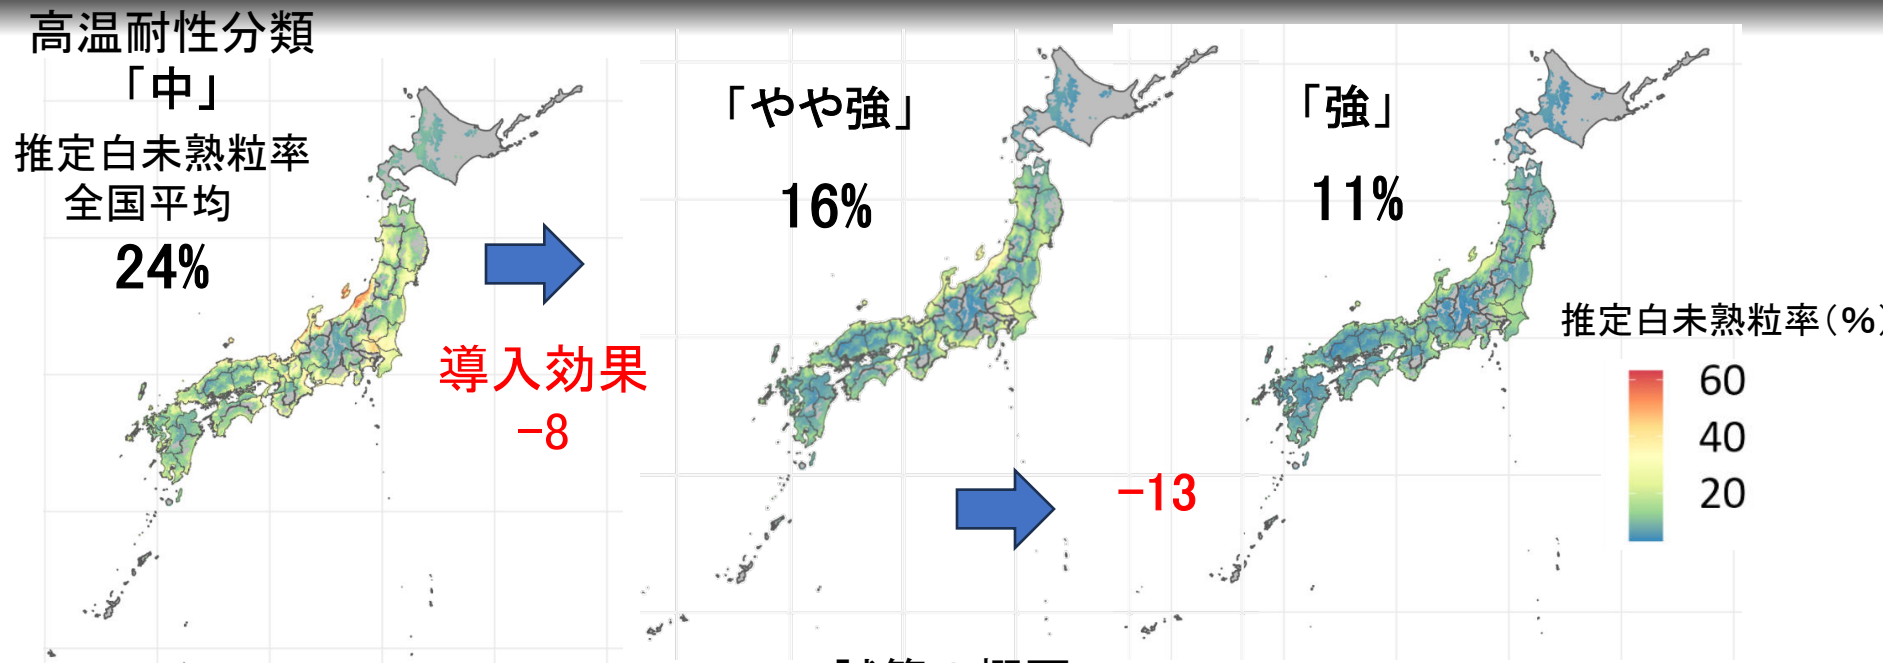 高温耐性分類
「中」
推定白未熟粒率
全国平均
24%
導入効果
-8
「やや強」
16%
-13
「強」
11%
推定白未熟粒率(%)
60
40
20